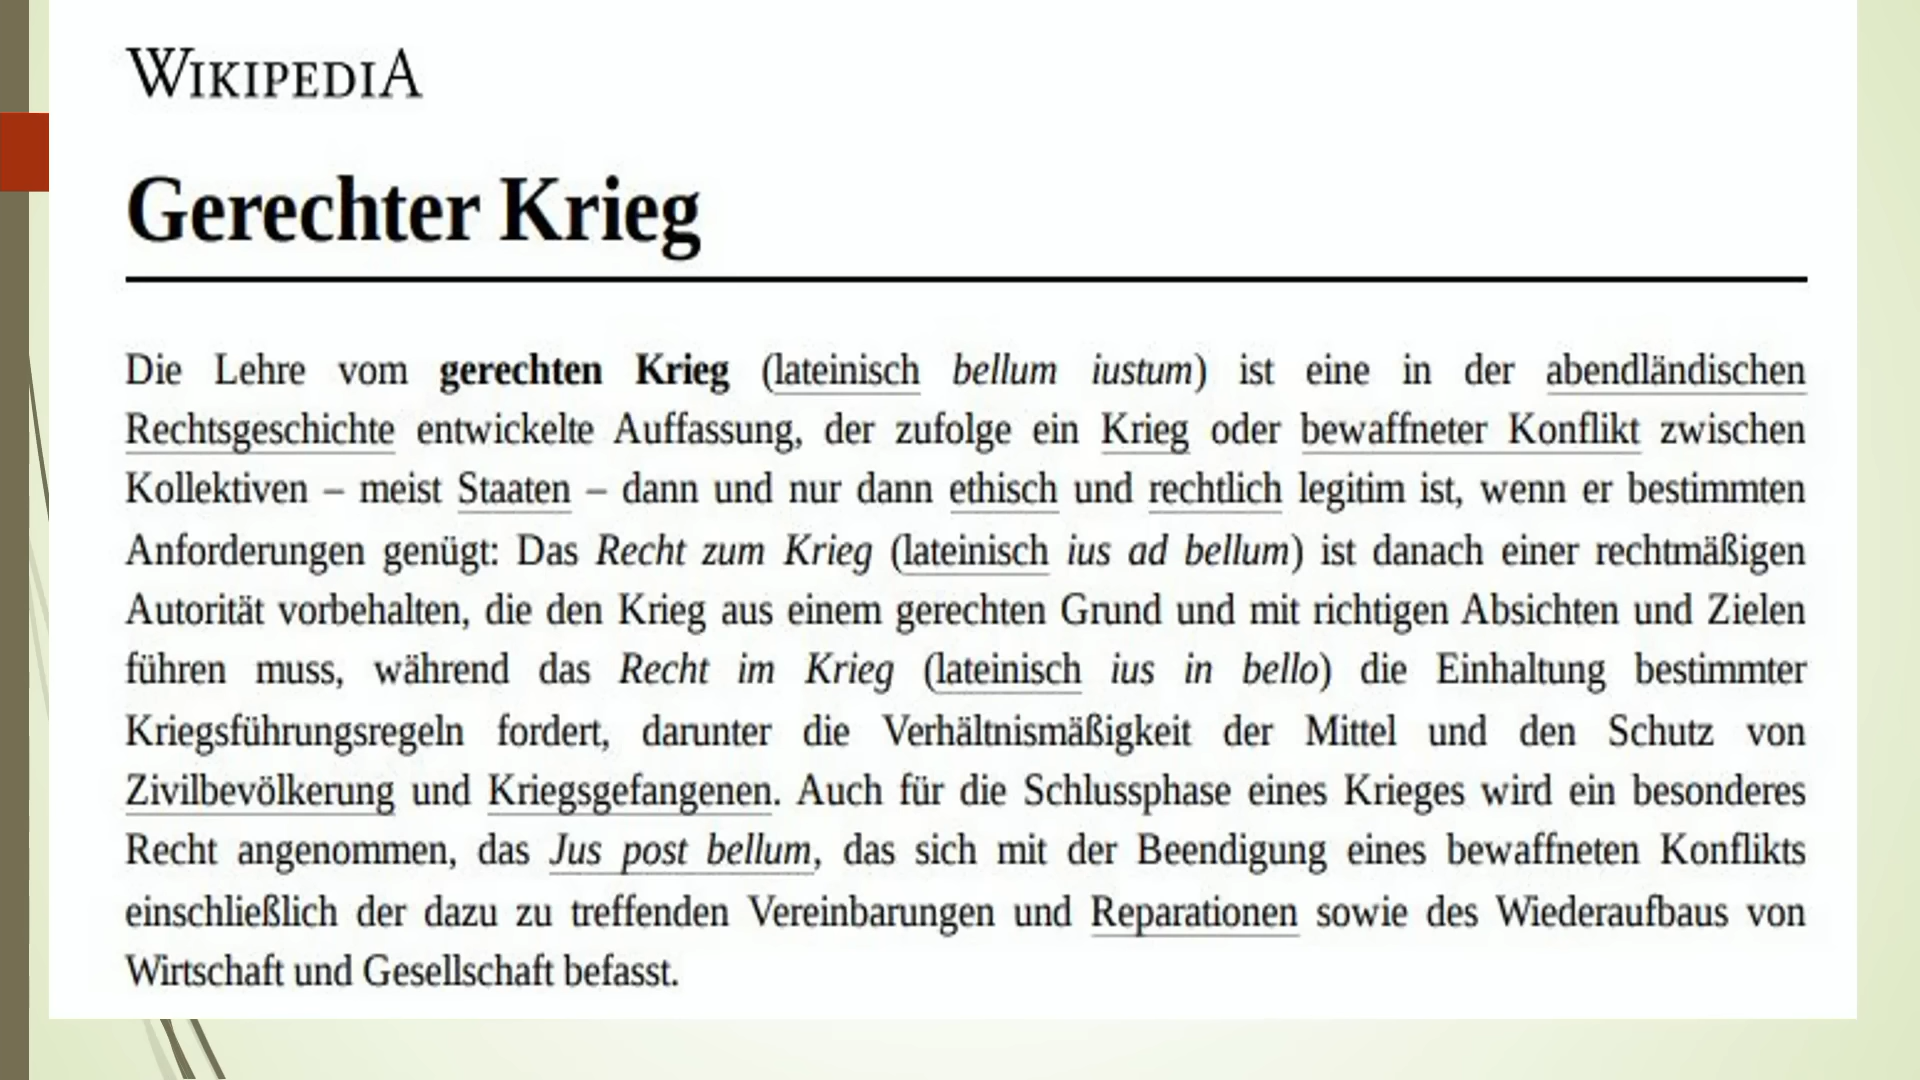 WIKIPEDIA
Gerechter Krieg
Die Lehre vom gerechten Krieg (lateinisch bellum iustum) ist eine in der abendländischen
Rechtsgeschichte entwickelte Auffassung, der zufolge ein Krieg oder bewaffneter Konflikt zwischen
Kollektiven – meist Staaten – dann und nur dann ethisch und rechtlich legitim ist, wenn er bestimmten
Anforderungen genügt: Das Recht zum Krieg (lateinisch ius ad bellum) ist danach einer rechtmäßigen
Autorität vorbehalten, die den Krieg aus einem gerechten Grund und mit richtigen Absichten und Zielen
führen muss, während das Recht im Krieg (lateinisch ius in bello) die Einhaltung bestimmter
Kriegsführungsregeln fordert, darunter die Verhältnismäßigkeit der Mittel und den Schutz von
Zivilbevölkerung und Kriegsgefangenen. Auch für die Schlussphase eines Krieges wird ein besonderes
Recht angenommen, das Jus post bellum, das sich mit der Beendigung eines bewaffneten Konflikts
einschließlich der dazu zu treffenden Vereinbarungen und Reparationen sowie des Wiederaufbaus von
Wirtschaft und Gesellschaft befasst.